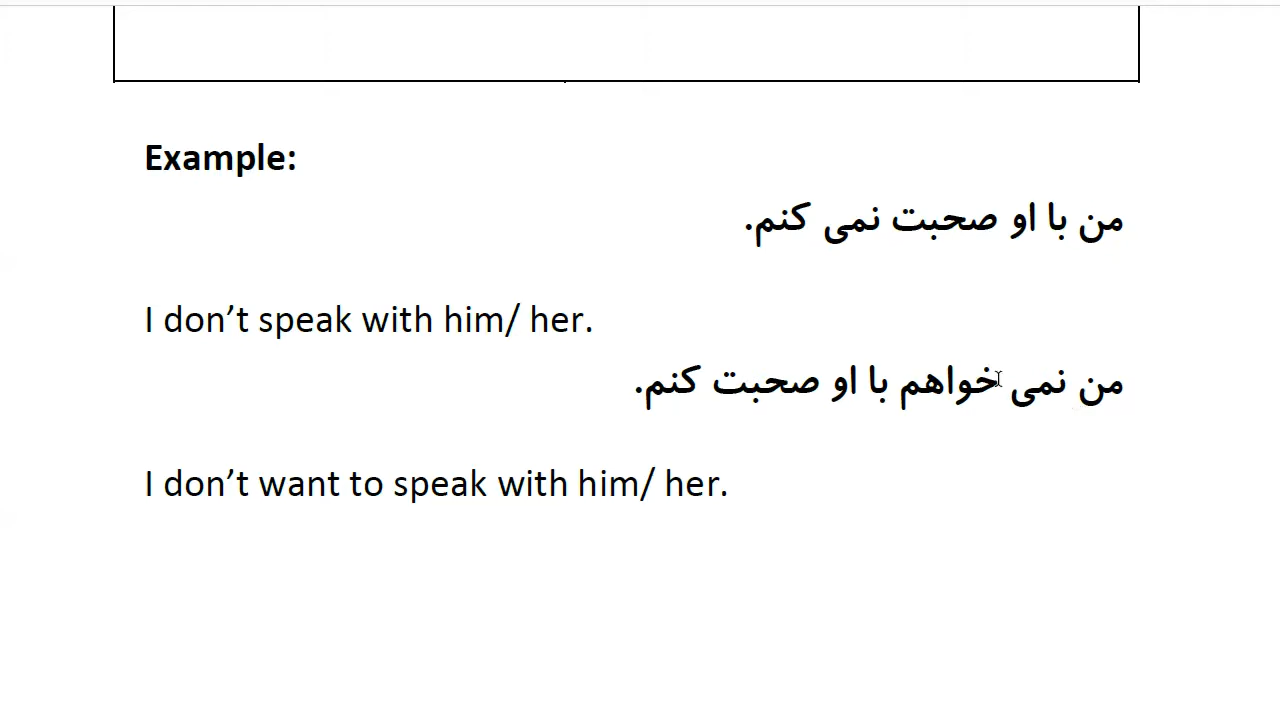 Example:
من با او صحبت نمی کنم.
I don’t speak with him/ her.
من نمی خواهم با او صحبت کنم.
I don’t want to speak with him/ her.